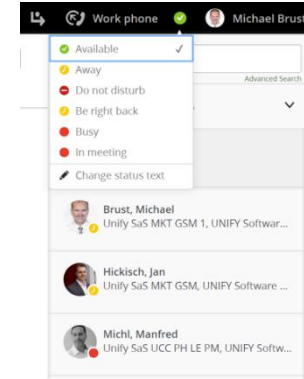 Work phone Michael Brust
Available
Advanced Search
Away
Do not disturb
Be right back
Busy
In meeting
Change status text
Brust, Michael
Unify SaS MKT GSM 1, UNIFY Softwar...
Hickisch, Jan
Unify SaS MKT GSM, UNIFY Software ...
Michl, Manfred
Unify SaS UCC PH LE PM, UNIFY Softw...